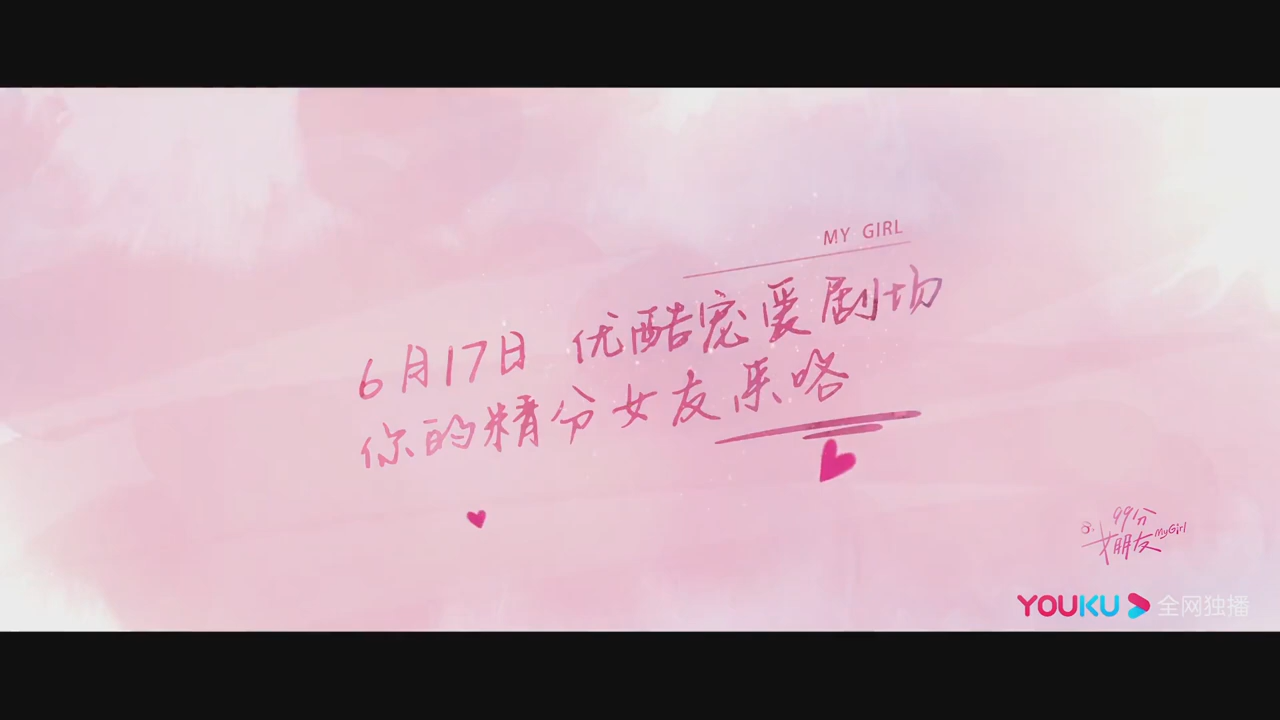 MY GIRL
6月17日 优酷宠爱剧场
你的精分女友来咯
99分
女朋友 MyGirl
YOUKU 全网独播